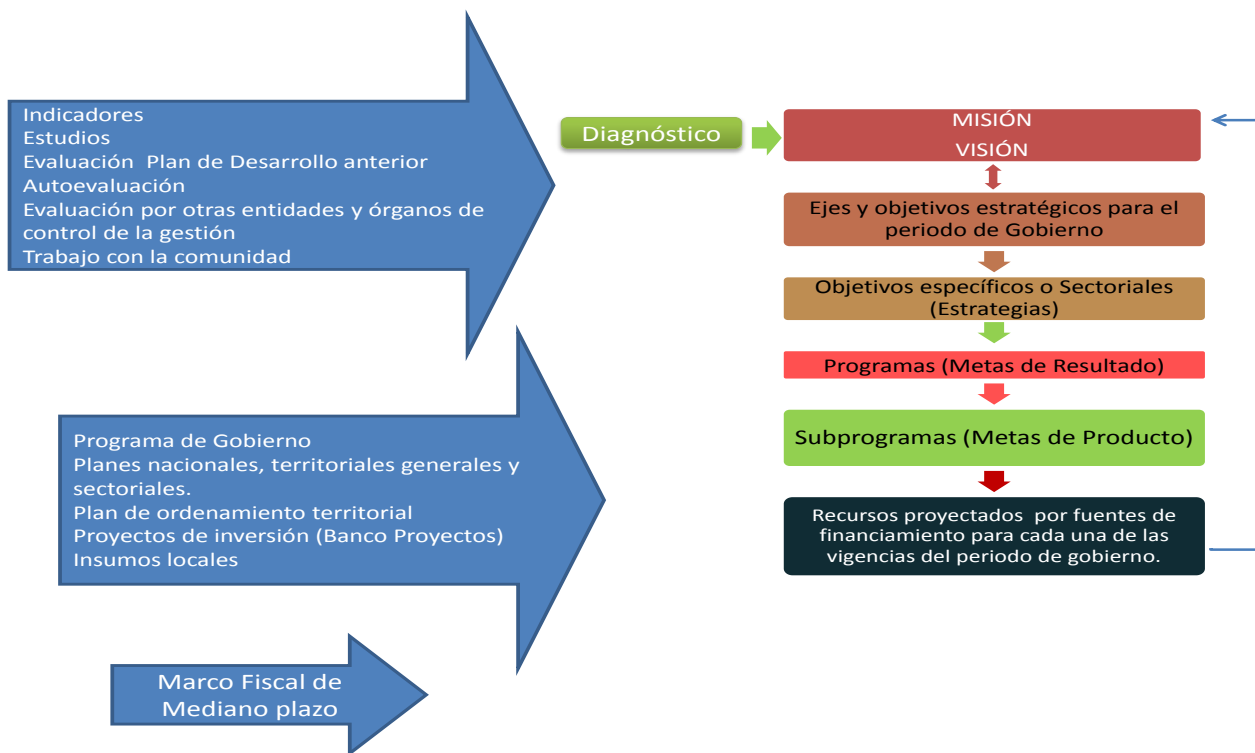 Indicadores
Estudios
Evaluación Plan de Desarrollo anterior
Autoevaluación
Evaluación por otras entidades y órganos de
control de la gestión
Trabajo con la comunidad
Programa de Gobierno
Planes nacionales, territoriales generales y
sectoriales.
Plan de ordenamiento territorial
Proyectos de inversión (Banco Proyectos)
Insumos locales
Marco Fiscal de
Mediano plazo
Diagnóstico
MISIÓN
VISIÓN
Ejes y objetivos estratégicos para el
periodo de Gobierno
Objetivos específicos o Sectoriales
(Estrategias)
Programas (Metas de Resultado)
Subprogramas (Metas de Producto)
Recursos proyectados por fuentes de
financiamiento para cada una de las
vigencias del periodo de gobierno.